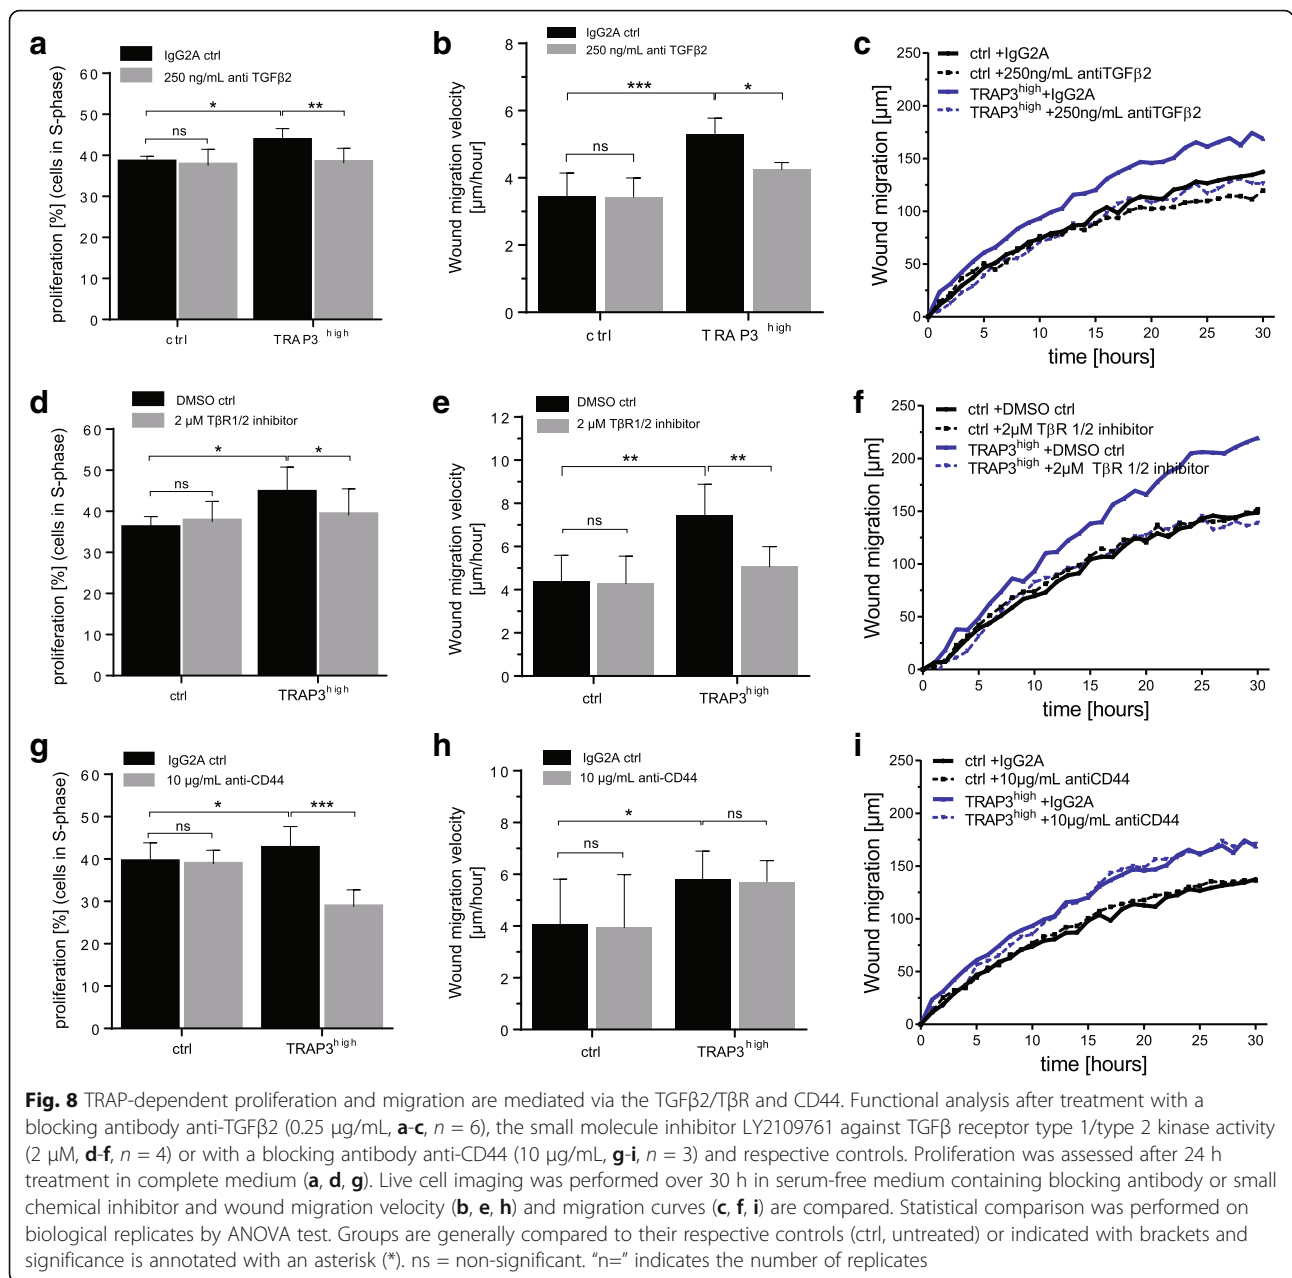 a
IgG2A ctrl
250 ng/mL anti TGFβ2
proliferation [%] (cells in S-phase)
60
50
40
30
20
10
0
ns
*
**
ctrl
TRAP3high
b
IgG2A ctrl
250 ng/mL anti TGFβ2
Wound migration velocity
[µm/hour]
8
6
4
2
0
ns
***
*
ctrl
TRAP3high
c
ctrl +IgG2A
ctrl +250ng/mL antiTGFβ2
TRAP3high +IgG2A
TRAP3high +250ng/mL antiTGFβ2
Wound migration [µm]
250
200
150
100
50
0
0 5 10 15 20 25 30
time [hours]
d
DMSO ctrl
2 µM TβR1/2 inhibitor
proliferation [%] (cells in S-phase)
60
50
40
30
20
10
0
ns
*
*
ctrl
TRAP3high
e
DMSO ctrl
2 µM TβR1/2 inhibitor
Wound migration velocity
[µm/hour]
12
10
8
6
4
2
0
ns
**
**
ctrl
TRAP3high
f
ctrl +DMSO ctrl
ctrl +2µM TβR 1/2 inhibitor
TRAP3high +DMSO ctrl
TRAP3high +2µM TβR 1/2 inhibitor
Wound migration [µm]
250
200
150
100
50
0
0 5 10 15 20 25 30
time [hours]
g
IgG2A ctrl
10 µg/mL anti-CD44
proliferation [%] (cells in S-phase)
60
50
40
30
20
10
0
ns
*
***
ctrl
TRAP3high
h
IgG2A ctrl
10 µg/mL anti-CD44
Wound migration velocity
[µm/hour]
10
8
6
4
2
0
ns
*
ns
ctrl
TRAP3high
i
ctrl +IgG2A
ctrl +10µg/mL antiCD44
TRAP3high +IgG2A
TRAP3high +10µg/mL antiCD44
Wound migration [µm]
250
200
150
100
50
0
0 5 10 15 20 25 30
time [hours]
Fig. 8 TRAP-dependent proliferation and migration are mediated via the TGFβ2/TβR and CD44. Functional analysis after treatment with a
blocking antibody anti-TGFβ2 (0.25 µg/mL, a-c, n = 6), the small molecule inhibitor LY2109761 against TGFβ receptor type 1/type 2 kinase activity
(2 µM, d-f, n = 4) or with a blocking antibody anti-CD44 (10 µg/mL, g-i, n = 3) and respective controls. Proliferation was assessed after 24 h
treatment in complete medium (a, d, g). Live cell imaging was performed over 30 h in serum-free medium containing blocking antibody or small
chemical inhibitor and wound migration velocity (b, e, h) and migration curves (c, f, i) are compared. Statistical comparison was performed on
biological replicates by ANOVA test. Groups are generally compared to their respective controls (ctrl, untreated) or indicated with brackets and
significance is annotated with an asterisk (*). ns = non-significant. “n=” indicates the number of replicates